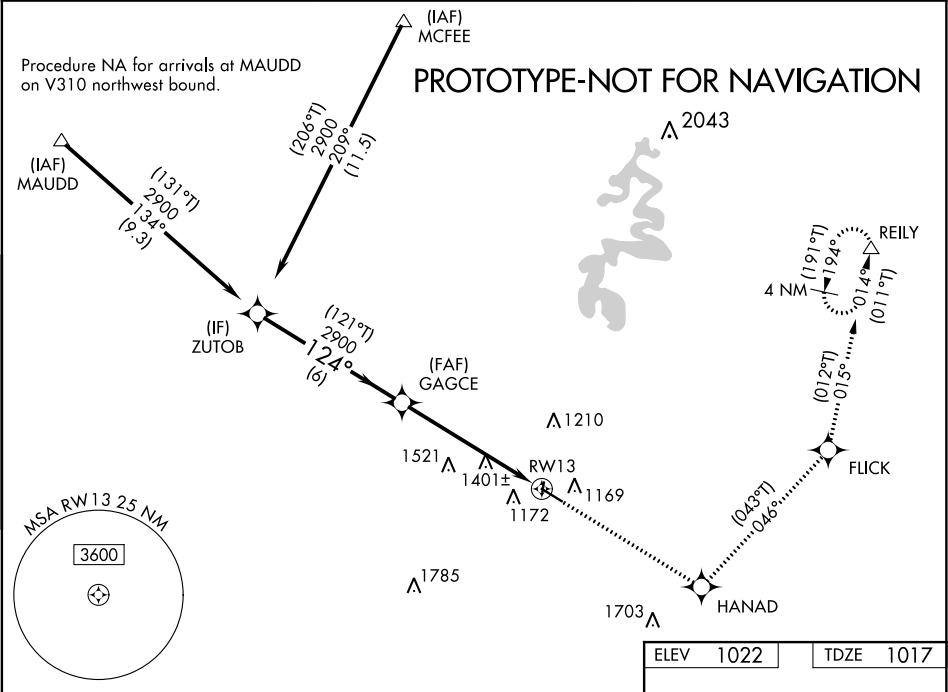 (IAF)
MCFEE
Procedure NA for arrivals at MAUDD
on V310 northwest bound.
PROTOTYPE-NOT FOR NAVIGATION
(206°T)
2900
209°
(11.5)
2043
(IAF)
MAUDD
(131°T)
2900
134°
(9.3)
REILY
(191°T)
194°
4 NM
014°
(011°T)
(IF)
ZUTOB
(121°T)
2900
124°
(6)
(FAF)
GAGCE
(012°T)
015°
1210
FLICK
1521
1401±
RW13
1169
1172
(043°T)
046°
MSA RW13 25 NM
3600
1785
HANAD
1703
ELEV 1022
TDZE 1017